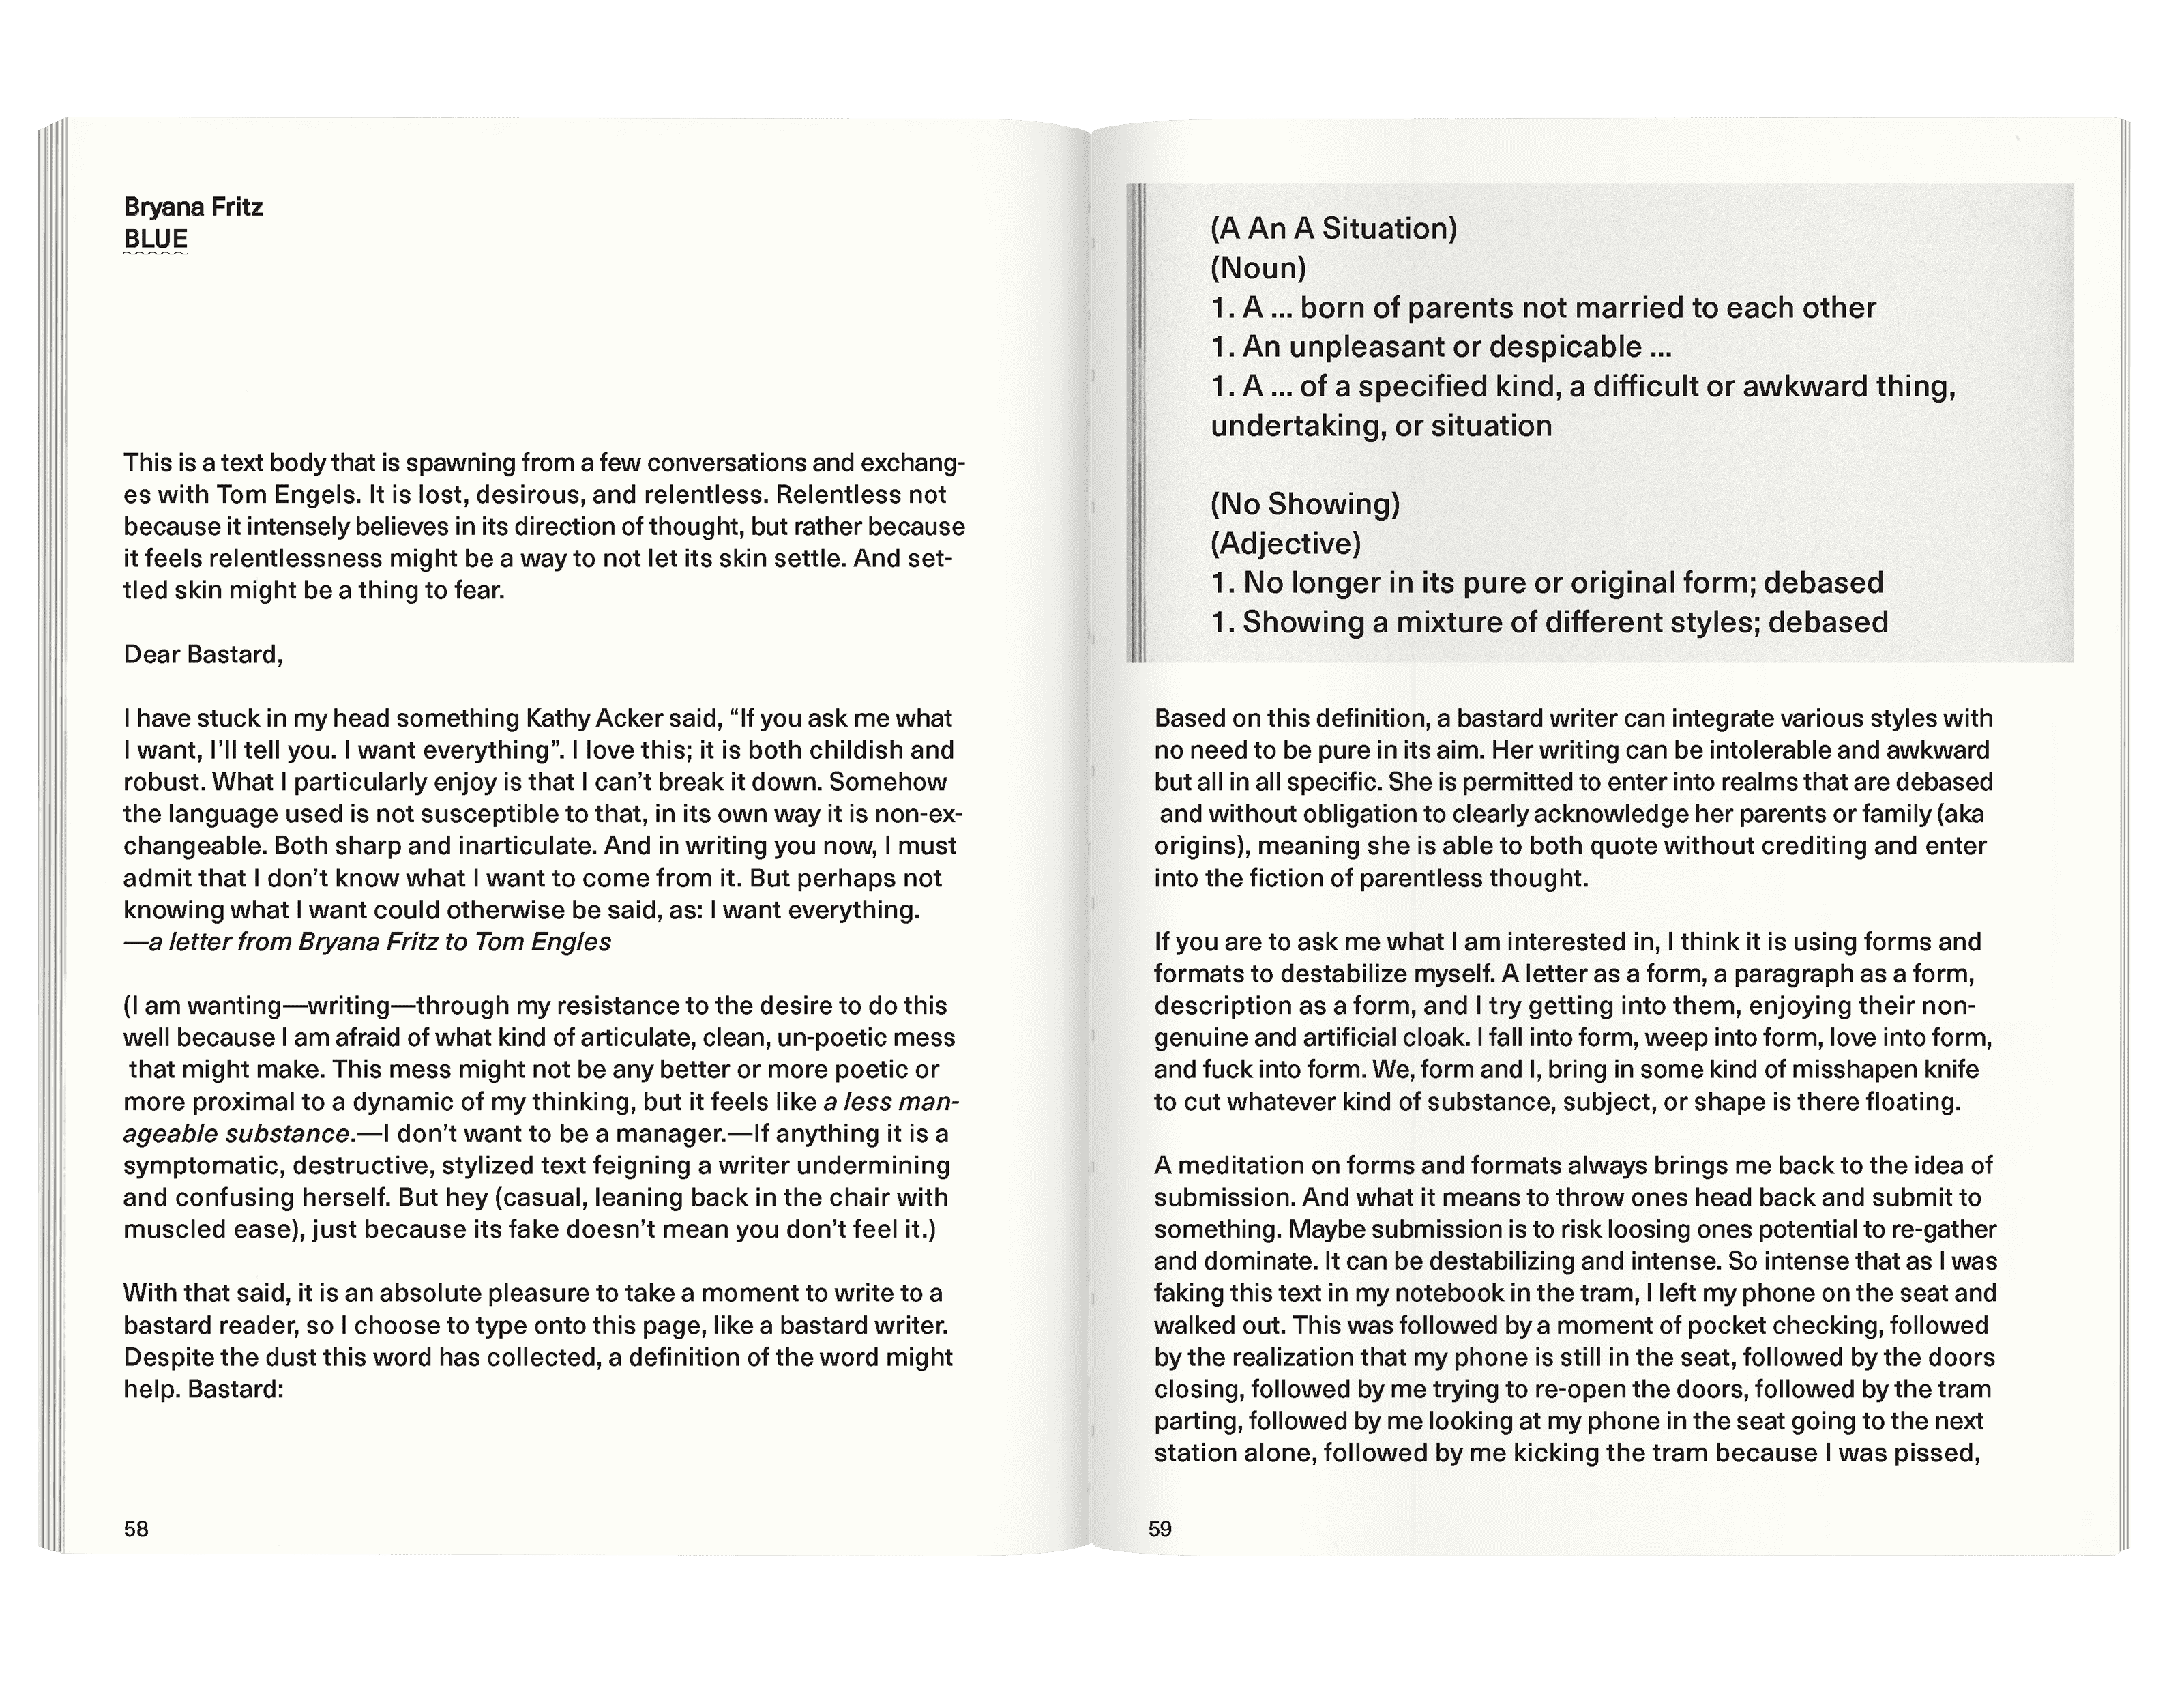 Bryana Fritz
BLUE
This is a text body that is spawning from a few conversations and exchang-
es with Tom Engels. It is lost, desirous, and relentless. Relentless not
because it intensely believes in its direction of thought, but rather because
it feels relentlessness might be a way to not let its skin settle. And set-
tled skin might be a thing to fear.
Dear Bastard,
I have stuck in my head something Kathy Acker said, “If you ask me what
I want, I’ll tell you. I want everything”. I love this; it is both childish and
robust. What I particularly enjoy is that I can’t break it down. Somehow
the language used is not susceptible to that, in its own way it is non-ex-
changeable. Both sharp and inarticulate. And in writing you now, I must
admit that I don’t know what I want to come from it. But perhaps not
knowing what I want could otherwise be said, as: I want everything.
—a letter from Bryana Fritz to Tom Engles
(I am wanting—writing—through my resistance to the desire to do this
well because I am afraid of what kind of articulate, clean, un-poetic mess
that might make. This mess might not be any better or more poetic or
more proximal to a dynamic of my thinking, but it feels like a less man-
ageable substance.—I don’t want to be a manager.—If anything it is a
symptomatic, destructive, stylized text feigning a writer undermining
and confusing herself. But hey (casual, leaning back in the chair with
muscled ease), just because its fake doesn’t mean you don’t feel it.)
With that said, it is an absolute pleasure to take a moment to write to a
bastard reader, so I choose to type onto this page, like a bastard writer.
Despite the dust this word has collected, a definition of the word might
help. Bastard:
58
(A An A Situation)
(Noun)
1. A ... born of parents not married to each other
1. An unpleasant or despicable ...
1. A ... of a specified kind, a difficult or awkward thing,
undertaking, or situation
(No Showing)
(Adjective)
1. No longer in its pure or original form; debased
1. Showing a mixture of different styles; debased
Based on this definition, a bastard writer can integrate various styles with
no need to be pure in its aim. Her writing can be intolerable and awkward
but all in all specific. She is permitted to enter into realms that are debased
and without obligation to clearly acknowledge her parents or family (aka
origins), meaning she is able to both quote without crediting and enter
into the fiction of parentless thought.
If you are to ask me what I am interested in, I think it is using forms and
formats to destabilize myself. A letter as a form, a paragraph as a form,
description as a form, and I try getting into them, enjoying their non-
genuine and artificial cloak. I fall into form, weep into form, love into form,
and fuck into form. We, form and I, bring in some kind of misshapen knife
to cut whatever kind of substance, subject, or shape is there floating.
A meditation on forms and formats always brings me back to the idea of
submission. And what it means to throw ones head back and submit to
something. Maybe submission is to risk loosing ones potential to re-gather
and dominate. It can be destabilizing and intense. So intense that as I was
faking this text in my notebook in the tram, I left my phone on the seat and
walked out. This was followed by a moment of pocket checking, followed
by the realization that my phone is still in the seat, followed by the doors
closing, followed by me trying to re-open the doors, followed by the tram
parting, followed by me looking at my phone in the seat going to the next
station alone, followed by me kicking the tram because I was pissed,
59